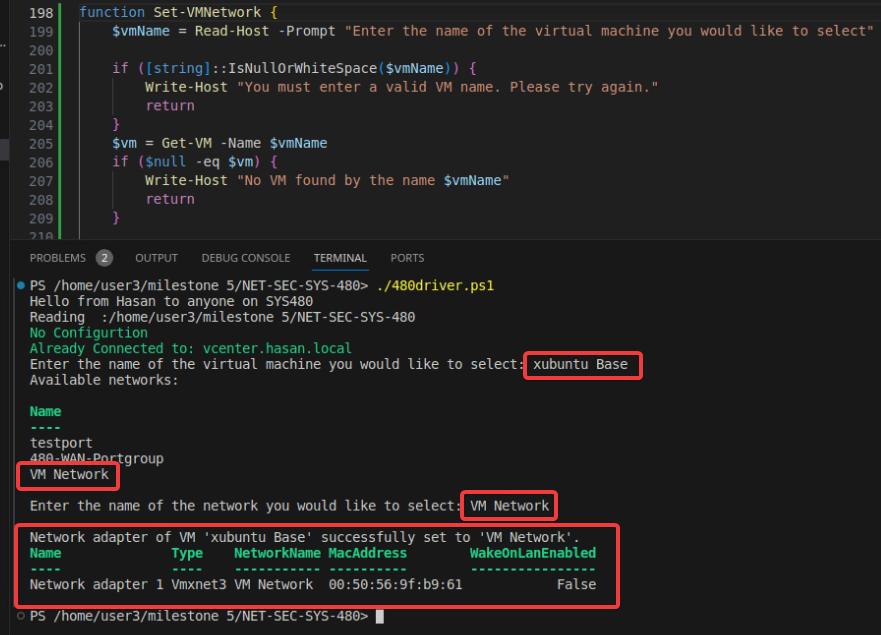 198 function Set-VMNetwork {
199 $vmName = Read-Host -Prompt "Enter the name of the virtual machine you would like to select"
200
201 if ([string]::IsNullOrWhiteSpace($vmName)) {
202 Write-Host "You must enter a valid VM name. Please try again."
203 return
204 }
205 $vm = Get-VM -Name $vmName
206 if ($null -eq $vm) {
207 Write-Host "No VM found by the name $vmName"
208 return
209 }
210
PROBLEMS 2 OUTPUT DEBUG CONSOLE TERMINAL PORTS
PS /home/user3/milestone 5/NET-SEC-SYS-480> ./480driver.ps1
Hello from Hasan to anyone on SYS480
Reading  :/home/user3/milestone 5/NET-SEC-SYS-480
No Configurtion
Already Connected to: vcenter.hasan.local
Enter the name of the virtual machine you would like to select: xubuntu Base
Available networks:
Name
----
testport
480-WAN-Portgroup
VM Network
Enter the name of the network you would like to select: VM Network
Network adapter of VM 'xubuntu Base' successfully set to 'VM Network'.
Name Type NetworkName MacAddress WakeOnLanEnabled
---- ---- ----------- ---------- ----------------
Network adapter 1 Vmxnet3 VM Network 00:50:56:9f:b9:61 False
PS /home/user3/milestone 5/NET-SEC-SYS-480>